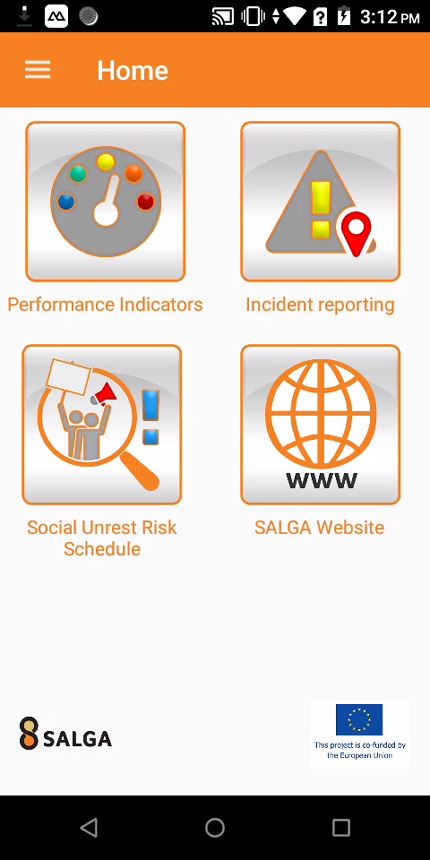 3:12 PM
Home
Performance Indicators
Incident reporting
WWW
Social Unrest Risk
Schedule
SALGA Website
SALGA
This project is co-funded by
the European Union